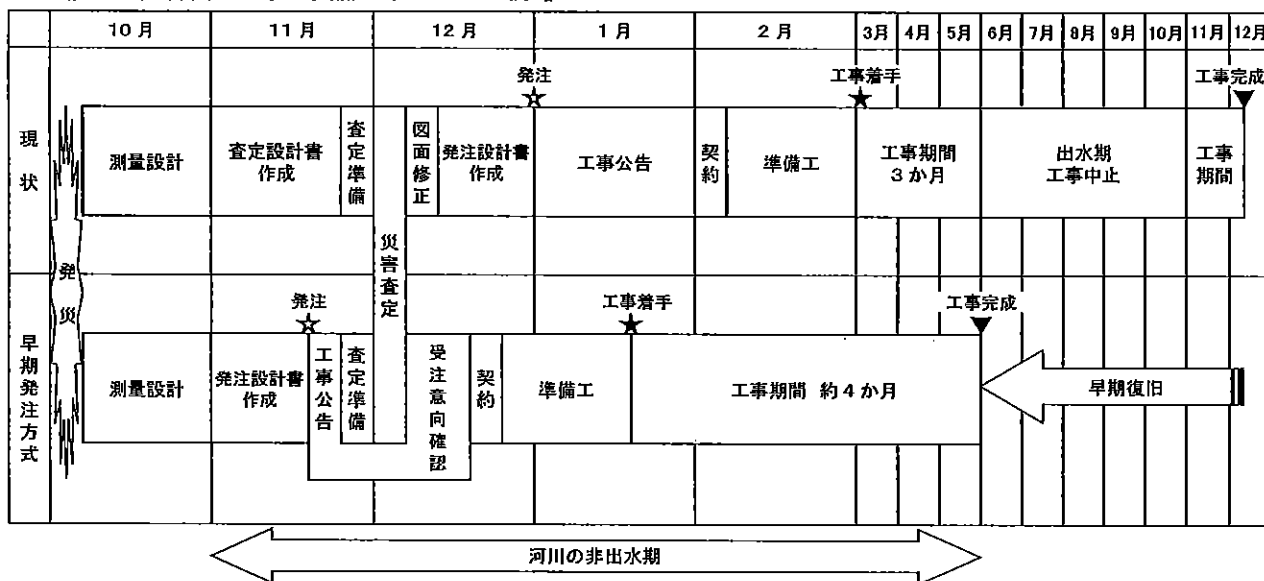 10月 11月 12月 1月 2月 3月 4月 5月 6月 7月 8月 9月 10月 11月 12月
発注
工事着手
工事完成
現状
測量設計
査定設計書
作成
査定準備
図面修正
発注設計書
作成
工事公告
契約
準備工
工事期間
3か月
出水期
工事中止
工事
期間
発災
災害査定
発注
工事着手
工事完成
早期発注方式
測量設計
発注設計書
作成
工事公告
査定準備
受注意向確認
契約
準備工
工事期間 約4か月
早期復旧
河川の非出水期